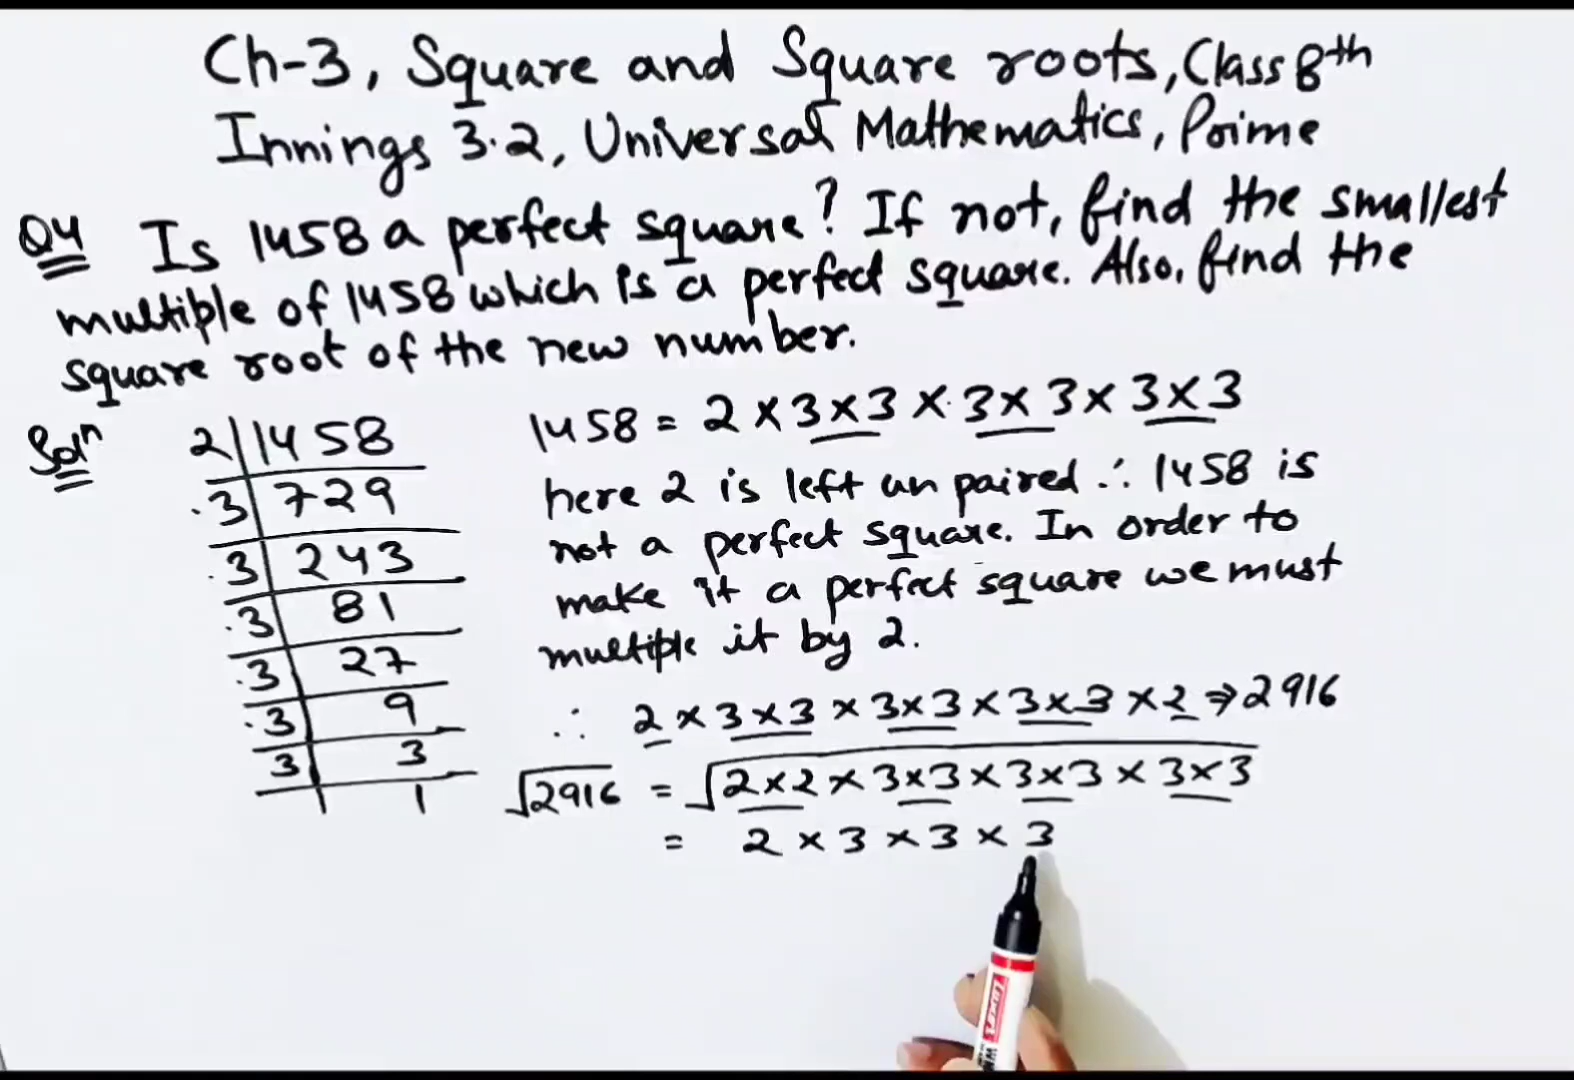 Ch-3, Square and Square roots, Class 8th
Innings 3.2, Universal Mathematics, Prime
Q4 Is 1458 a perfect square? If not, find the smallest
multiple of 1458 which is a perfect square. Also, find the
square root of the new number.
Soln
2 | 1458
3 | 729
3 | 243
3 | 81
3 | 27
3 | 9
3 | 3
| 1
1458 = 2 × 3 × 3 × 3 × 3 × 3 × 3
here 2 is left un paired ∴ 1458 is
not a perfect square. In order to
make it a perfect square we must
multiple it by 2.
∴ 2 × 3 × 3 × 3 × 3 × 3 × 3 × 2 ⇒ 2916
√2916 = √2 × 2 × 3 × 3 × 3 × 3 × 3 × 3
= 2 × 3 × 3 × 3